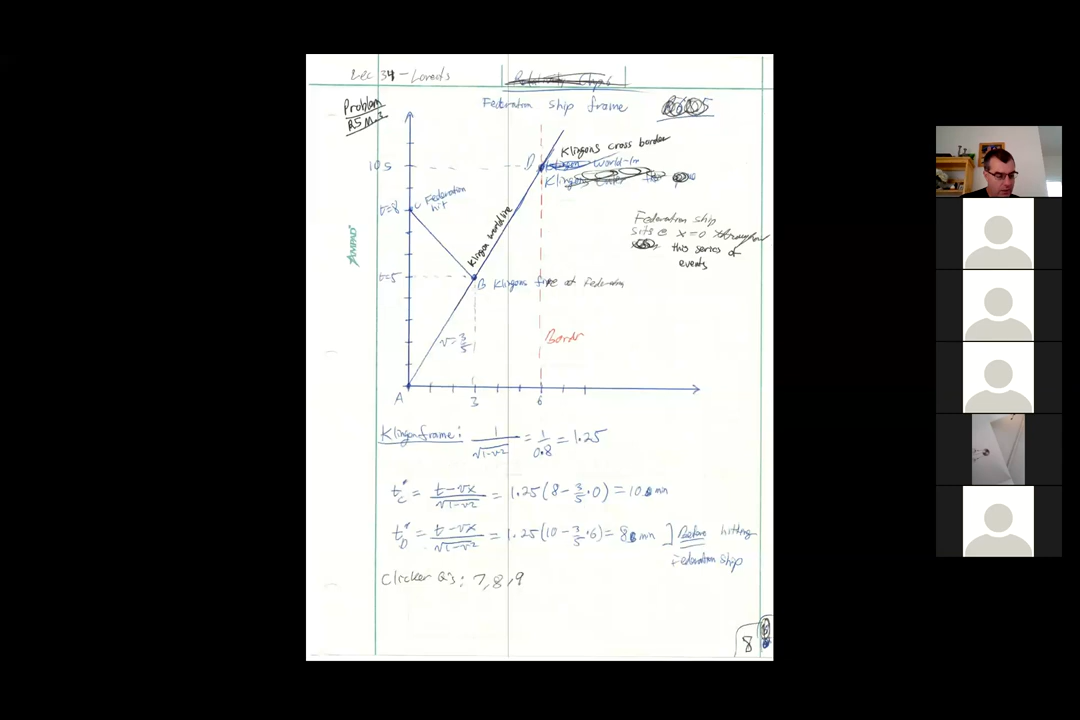 Lec 34 - Lorentz
Problem
R5M.3
Federation ship frame
Klingons cross border
10 s
D
t=8
C Federation
hit
Klingon world line
Federation ship
sits @ x=0 throughout
this series of
events
t=5
B Klingons fire at Federation
v = 3/5
Border
A
3
6
Klingon frame: 1/√(1-v²) = 1/0.8 = 1.25
t'_C = (t-vx)/√(1-v²) = 1.25(8 - 3/5·0) = 10 min
t'_D = (t-vx)/√(1-v²) = 1.25(10 - 3/5·6) = 8 min ] Before hitting
Federation ship
Clicker Q's: 7,8,9
8
AMPAD